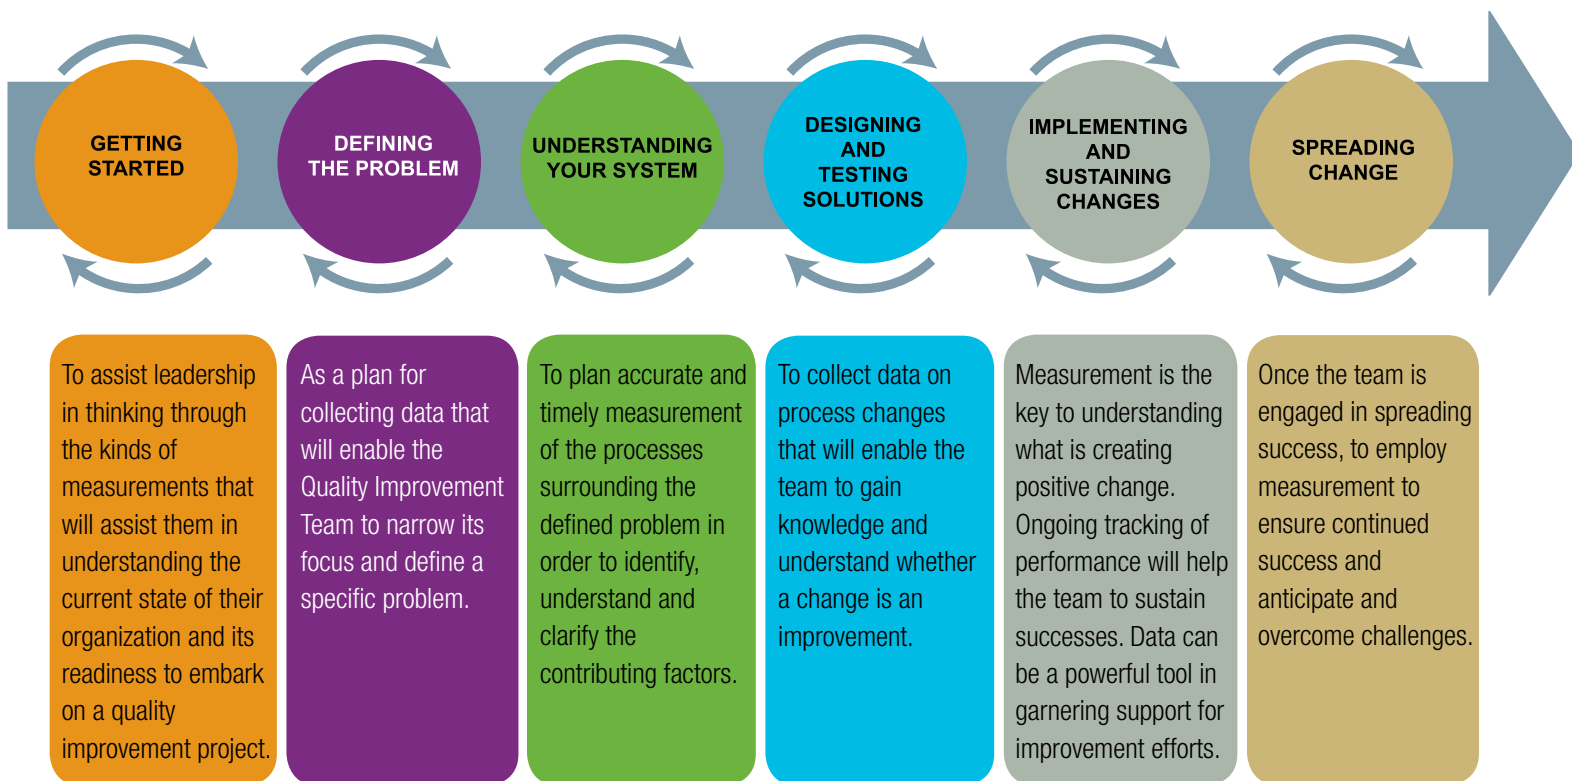 GETTING
STARTED
DEFINING
THE PROBLEM
UNDERSTANDING
YOUR SYSTEM
DESIGNING
AND
TESTING
SOLUTIONS
IMPLEMENTING
AND
SUSTAINING
CHANGES
SPREADING
CHANGE
To assist leadership
in thinking through
the kinds of
measurements that
will assist them in
understanding the
current state of their
organization and its
readiness to embark
on a quality
improvement project.
As a plan for
collecting data that
will enable the
Quality Improvement
Team to narrow its
focus and define a
specific problem.
To plan accurate and
timely measurement
of the processes
surrounding the
defined problem in
order to identify,
understand and
clarify the
contributing factors.
To collect data on
process changes
that will enable the
team to gain
knowledge and
understand whether
a change is an
improvement.
Measurement is the
key to understanding
what is creating
positive change.
Ongoing tracking of
performance will help
the team to sustain
successes. Data can
be a powerful tool in
garnering support for
improvement efforts.
Once the team is
engaged in spreading
success, to employ
measurement to
ensure continued
success and
anticipate and
overcome challenges.